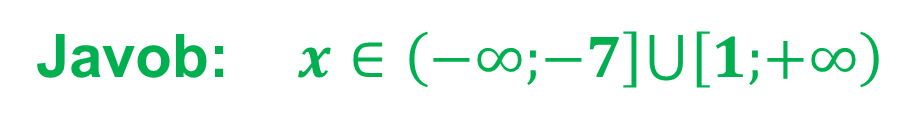 Javob: x ∈ (−∞;−7]∪[1;+∞)